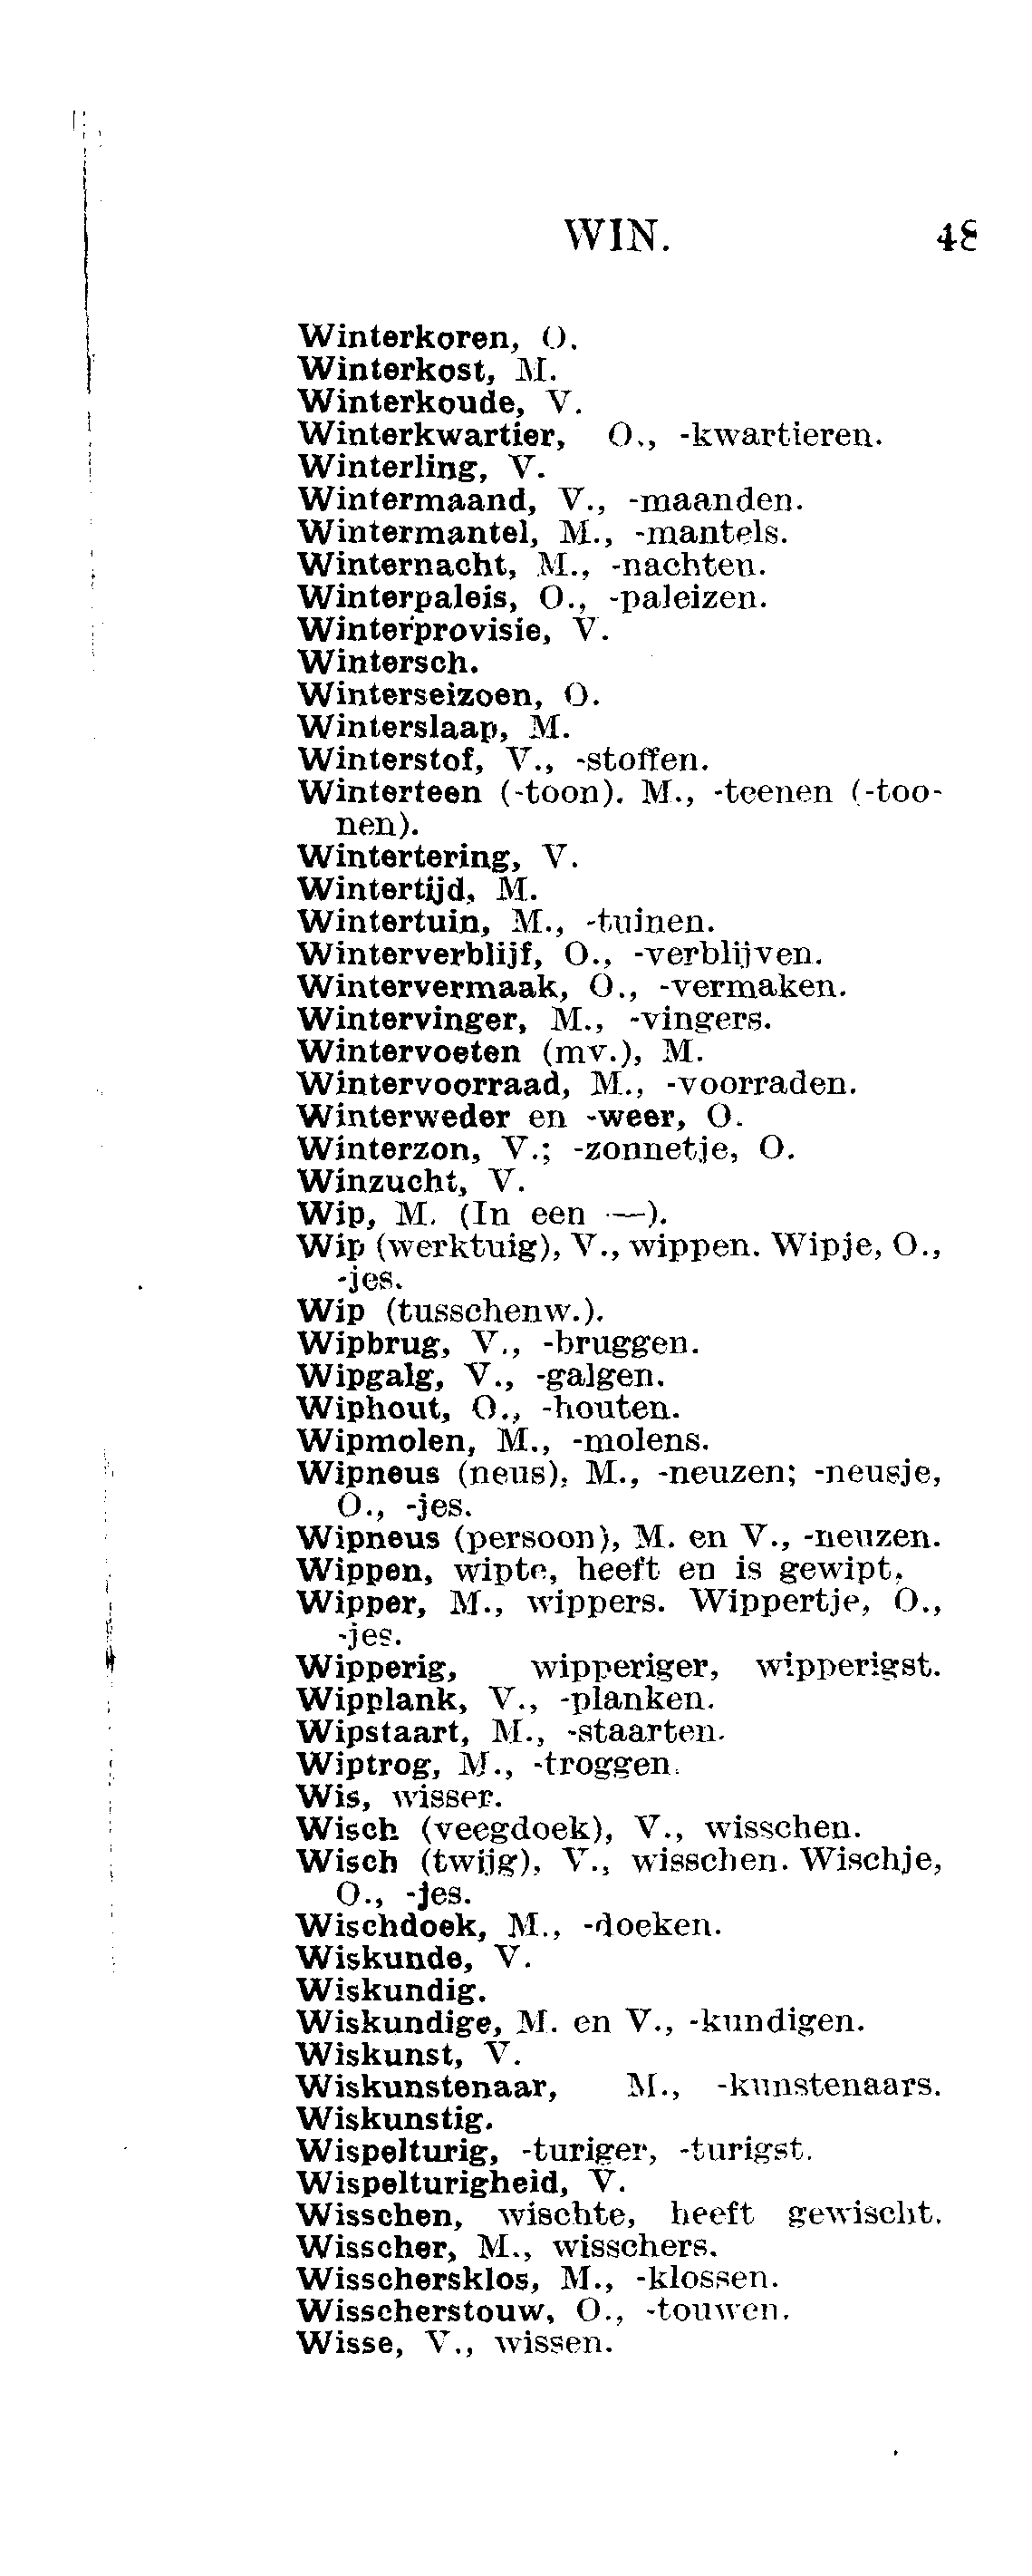 WIN. 48
Winterkoren, O.
Winterkost, M.
Winterkoude, V.
Winterkwartier, O., -kwartieren.
Winterling, V.
Wintermaand, V., -maanden.
Wintermantel, M., -mantels.
Winternacht, M., -nachten.
Winterpaleis, O., -paleizen.
Winterprovisie, V.
Wintersch.
Winterseizoen, O.
Winterslaap, M.
Winterstof, V., -stoffen.
Winterteen (-toon). M., -teenen (-too-
nen).
Wintertering, V.
Wintertijd, M.
Wintertuin, M., -tuinen.
Winterverblijf, O., -verblijven.
Wintervermaak, O., -vermaken.
Wintervinger, M., -vingers.
Wintervoeten (mv.), M.
Wintervoorraad, M., -voorraden.
Winterweder en -weer, O.
Winterzon, V.; -zonnetje, O.
Winzucht, V.
Wip, M. (In een —).
Wip (werktuig), V., wippen. Wipje, O.,
-jes.
Wip (tusschenw.).
Wipbrug, V., -bruggen.
Wipgalg, V., -galgen.
Wiphout, O., -houten.
Wipmolen, M., -molens.
Wipneus (neus), M., -neuzen; -neusje,
O., -jes.
Wipneus (persoon), M. en V., -neuzen.
Wippen, wipte, heeft en is gewipt.
Wipper, M., wippers. Wippertje, O.,
-jes.
Wipperig, wipperiger, wipperigst.
Wipplank, V., -planken.
Wipstaart, M., -staarten.
Wiptrog, M., -troggen.
Wis, wisser.
Wisch (veegdoek), V., wisschen.
Wisch (twijg), V., wisschen. Wischje,
O., -jes.
Wischdoek, M., -doeken.
Wiskunde, V.
Wiskundig.
Wiskundige, M. en V., -kundigen.
Wiskunst, V.
Wiskunstenaar, M., -kunstenaars.
Wiskunstig.
Wispelturig, -turiger, -turigst.
Wispelturigheid, V.
Wisschen, wischte, heeft gewischt.
Wisscher, M., wisschers.
Wisschersklos, M., -klossen.
Wisscherstouw, O., -touwen.
Wisse, V., wissen.